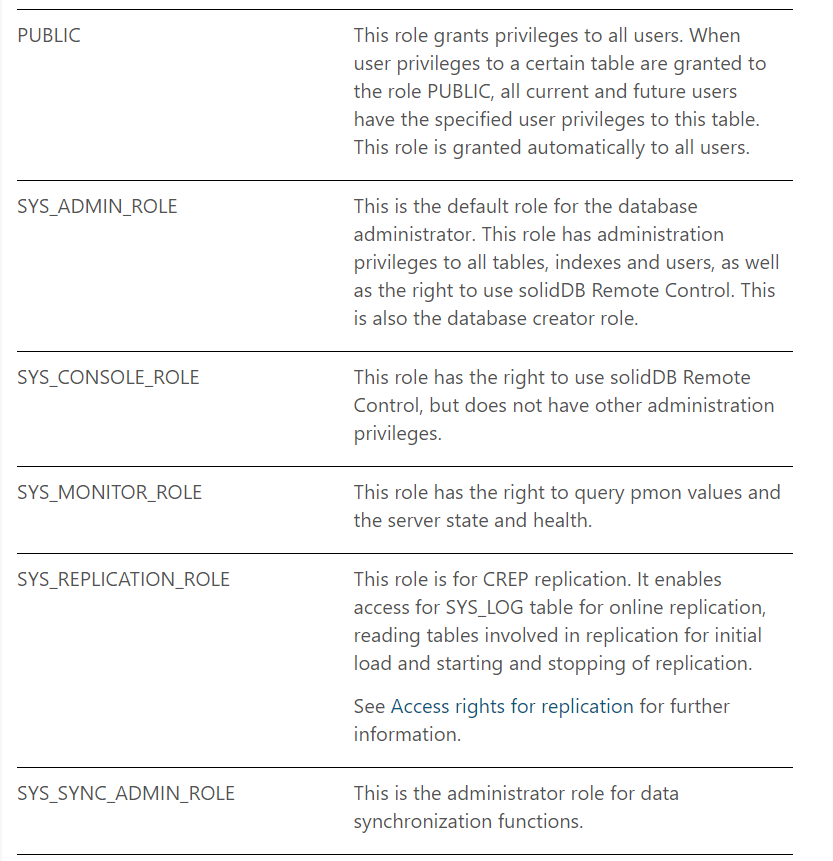 PUBLIC
This role grants privileges to all users. When
user privileges to a certain table are granted to
the role PUBLIC, all current and future users
have the specified user privileges to this table.
This role is granted automatically to all users.
SYS_ADMIN_ROLE
This is the default role for the database
administrator. This role has administration
privileges to all tables, indexes and users, as well
as the right to use solidDB Remote Control. This
is also the database creator role.
SYS_CONSOLE_ROLE
This role has the right to use solidDB Remote
Control, but does not have other administration
privileges.
SYS_MONITOR_ROLE
This role has the right to query pmon values and
the server state and health.
SYS_REPLICATION_ROLE
This role is for CREP replication. It enables
access for SYS_LOG table for online replication,
reading tables involved in replication for initial
load and starting and stopping of replication.
See Access rights for replication for further
information.
SYS_SYNC_ADMIN_ROLE
This is the administrator role for data
synchronization functions.